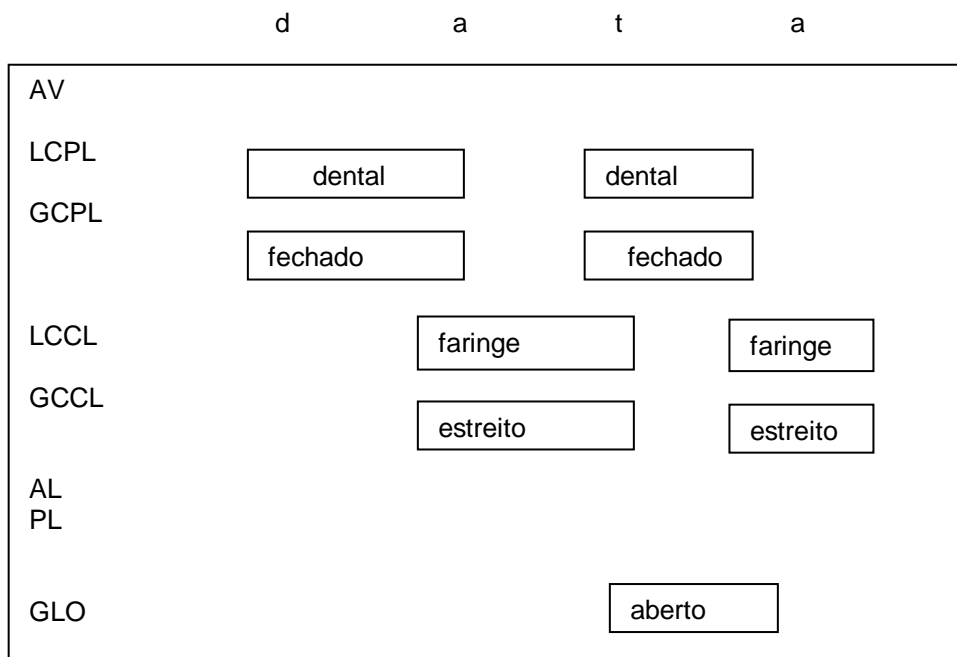 d a t a
AV
LCPL dental dental
GCPL
fechado fechado
LCCL faringe faringe
GCCL
estreito estreito
AL
PL
GLO aberto